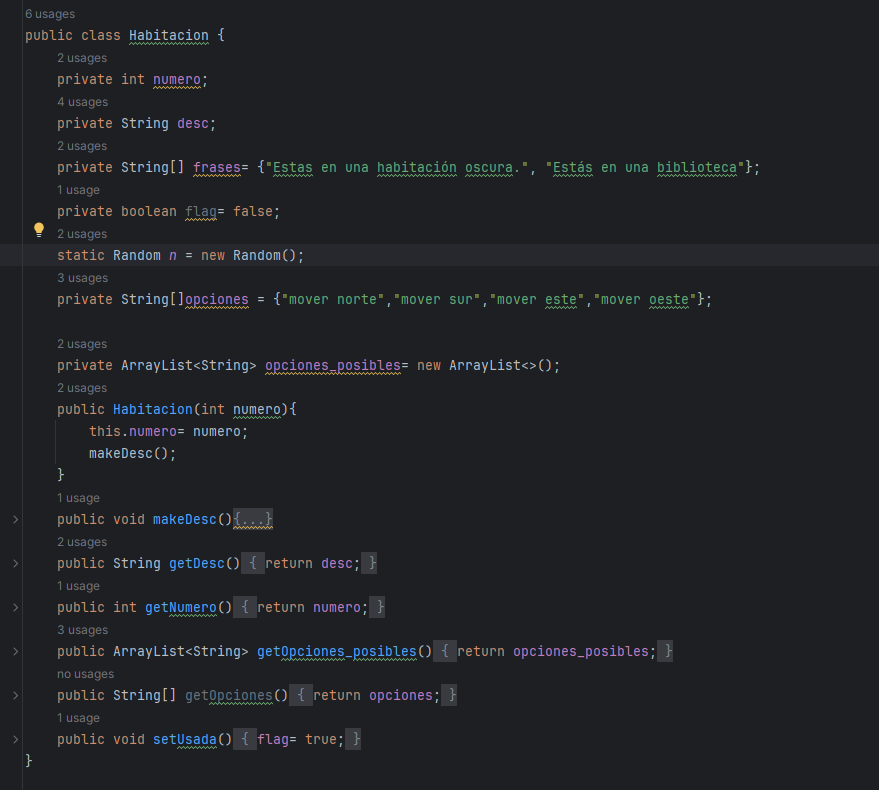 6 usages
public class Habitacion {
2 usages
private int numero;
4 usages
private String desc;
2 usages
private String[] frases= {"Estas en una habitación oscura.", "Estás en una biblioteca"};
1 usage
private boolean flag= false;
2 usages
static Random n = new Random();
3 usages
private String[]opciones = {"mover norte","mover sur","mover este","mover oeste"};
2 usages
private ArrayList<String> opciones_posibles= new ArrayList<>();
2 usages
public Habitacion(int numero){
this.numero= numero;
makeDesc();
}
1 usage
public void makeDesc(){...}
2 usages
public String getDesc() { return desc; }
1 usage
public int getNumero() { return numero; }
3 usages
public ArrayList<String> getOpciones_posibles() { return opciones_posibles; }
no usages
public String[] getOpciones() { return opciones; }
1 usage
public void setUsada() { flag= true; }
}